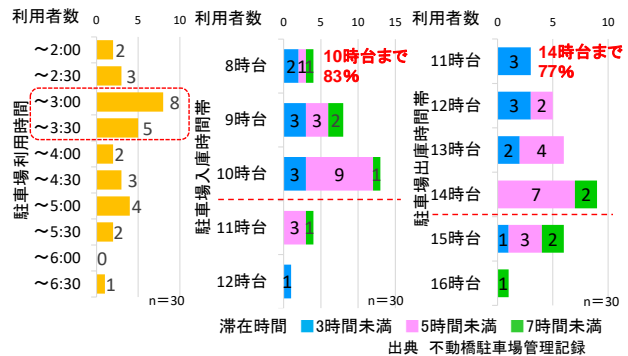 利用者数
0 5 10
駐車場利用時間
～2:00 2
～2:30 3
～3:00 8
～3:30 5
～4:00 2
～4:30 3
～5:00 4
～5:30 2
～6:00 0
～6:30 1
n=30
利用者数
0 5 10 15
駐車場入庫時間帯
10時台まで
83%
8時台 2 1 1
9時台 3 3 2
10時台 3 9 1
11時台 3 1
12時台 1
n=30
利用者数
0 5 10
駐車場出庫時間帯
14時台まで
77%
11時台 3
12時台 3 2
13時台 2 4
14時台 7 2
15時台 1 3 2
16時台 1
n=30
滞在時間 3時間未満 5時間未満 7時間未満
出典 不動橋駐車場管理記録